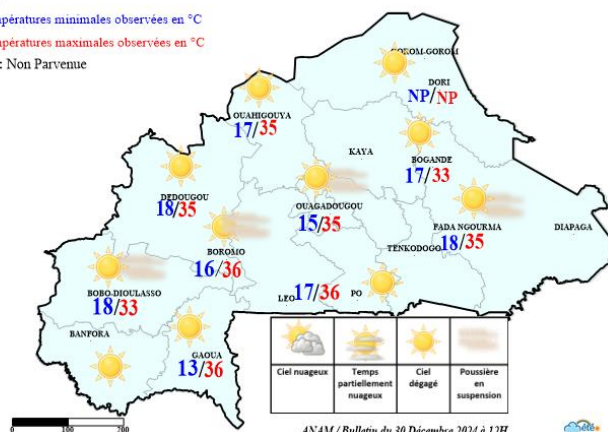 pératures minimales observées en °C
pératures maximales observées en °C
: Non Parvenue
GOROM-GOROM
DORI
NP/NP
OUAHIGOUYA
17/35
KAYA
BOGANDE
17/33
DEDOUGOU
18/35
OUAGADOUGOU
15/35
FADA NGOURMA
18/35
DIAPAGA
TENKODOGO
BOROMO
16/36
BOBO-DIOULASSO
18/33
LEO
17/36
PO
BANFORA
GAOUA
13/36
Ciel nuageux
Temps partiellement nuageux
Ciel dégagé
Poussière en suspension
0 100 200
ANAM / Bulletin du 30 Décembre 2024 à 12H